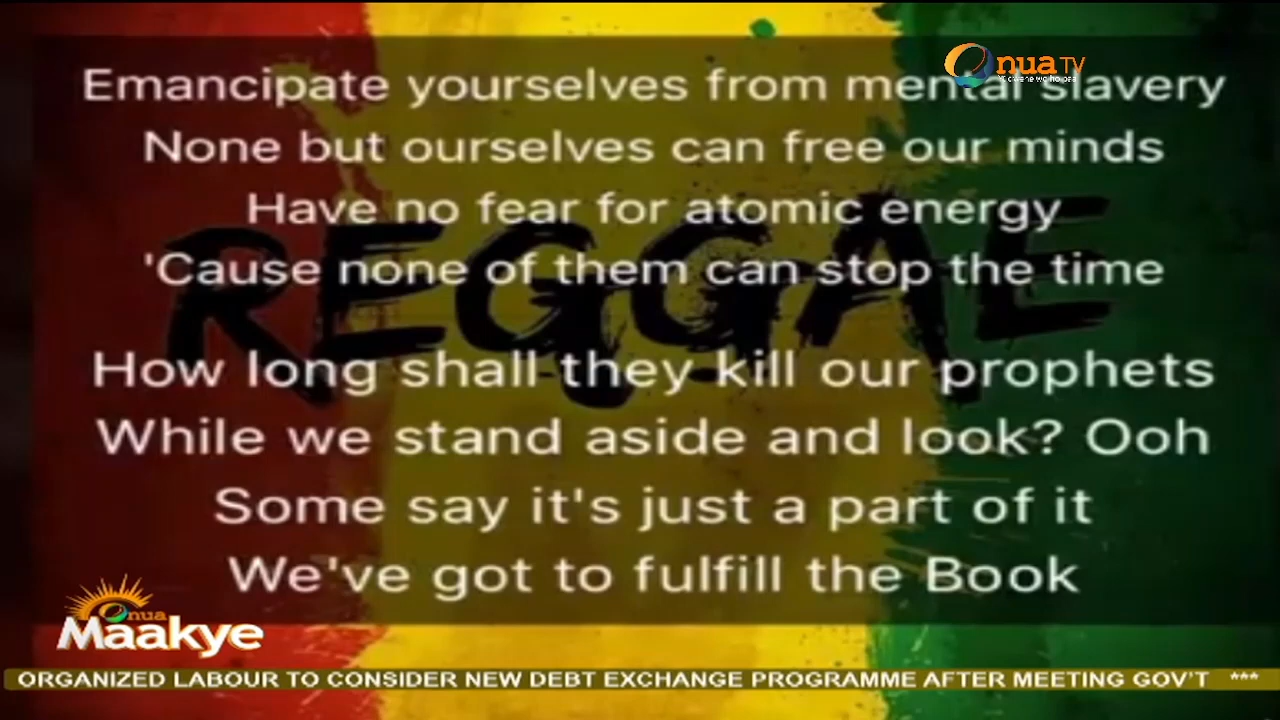 Onua TV
Emancipate yourselves from mental slavery
None but ourselves can free our minds
Have no fear for atomic energy
'Cause none of them can stop the time
REGGAE
How long shall they kill our prophets
While we stand aside and look? Ooh
Some say it's just a part of it
We've got to fulfill the Book
Onua
Maakye
ORGANIZED LABOUR TO CONSIDER NEW DEBT EXCHANGE PROGRAMME AFTER MEETING GOV'T ***